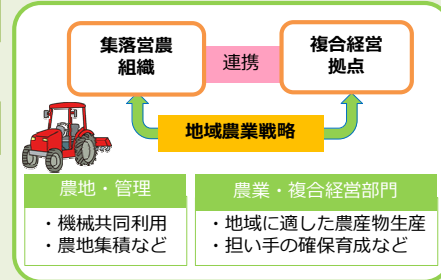 集落営農
組織
連携
複合経営
拠点
地域農業戦略
農地・管理
・機械共同利用
・農地集積など
農業・複合経営部門
・地域に適した農産物生産
・担い手の確保育成など